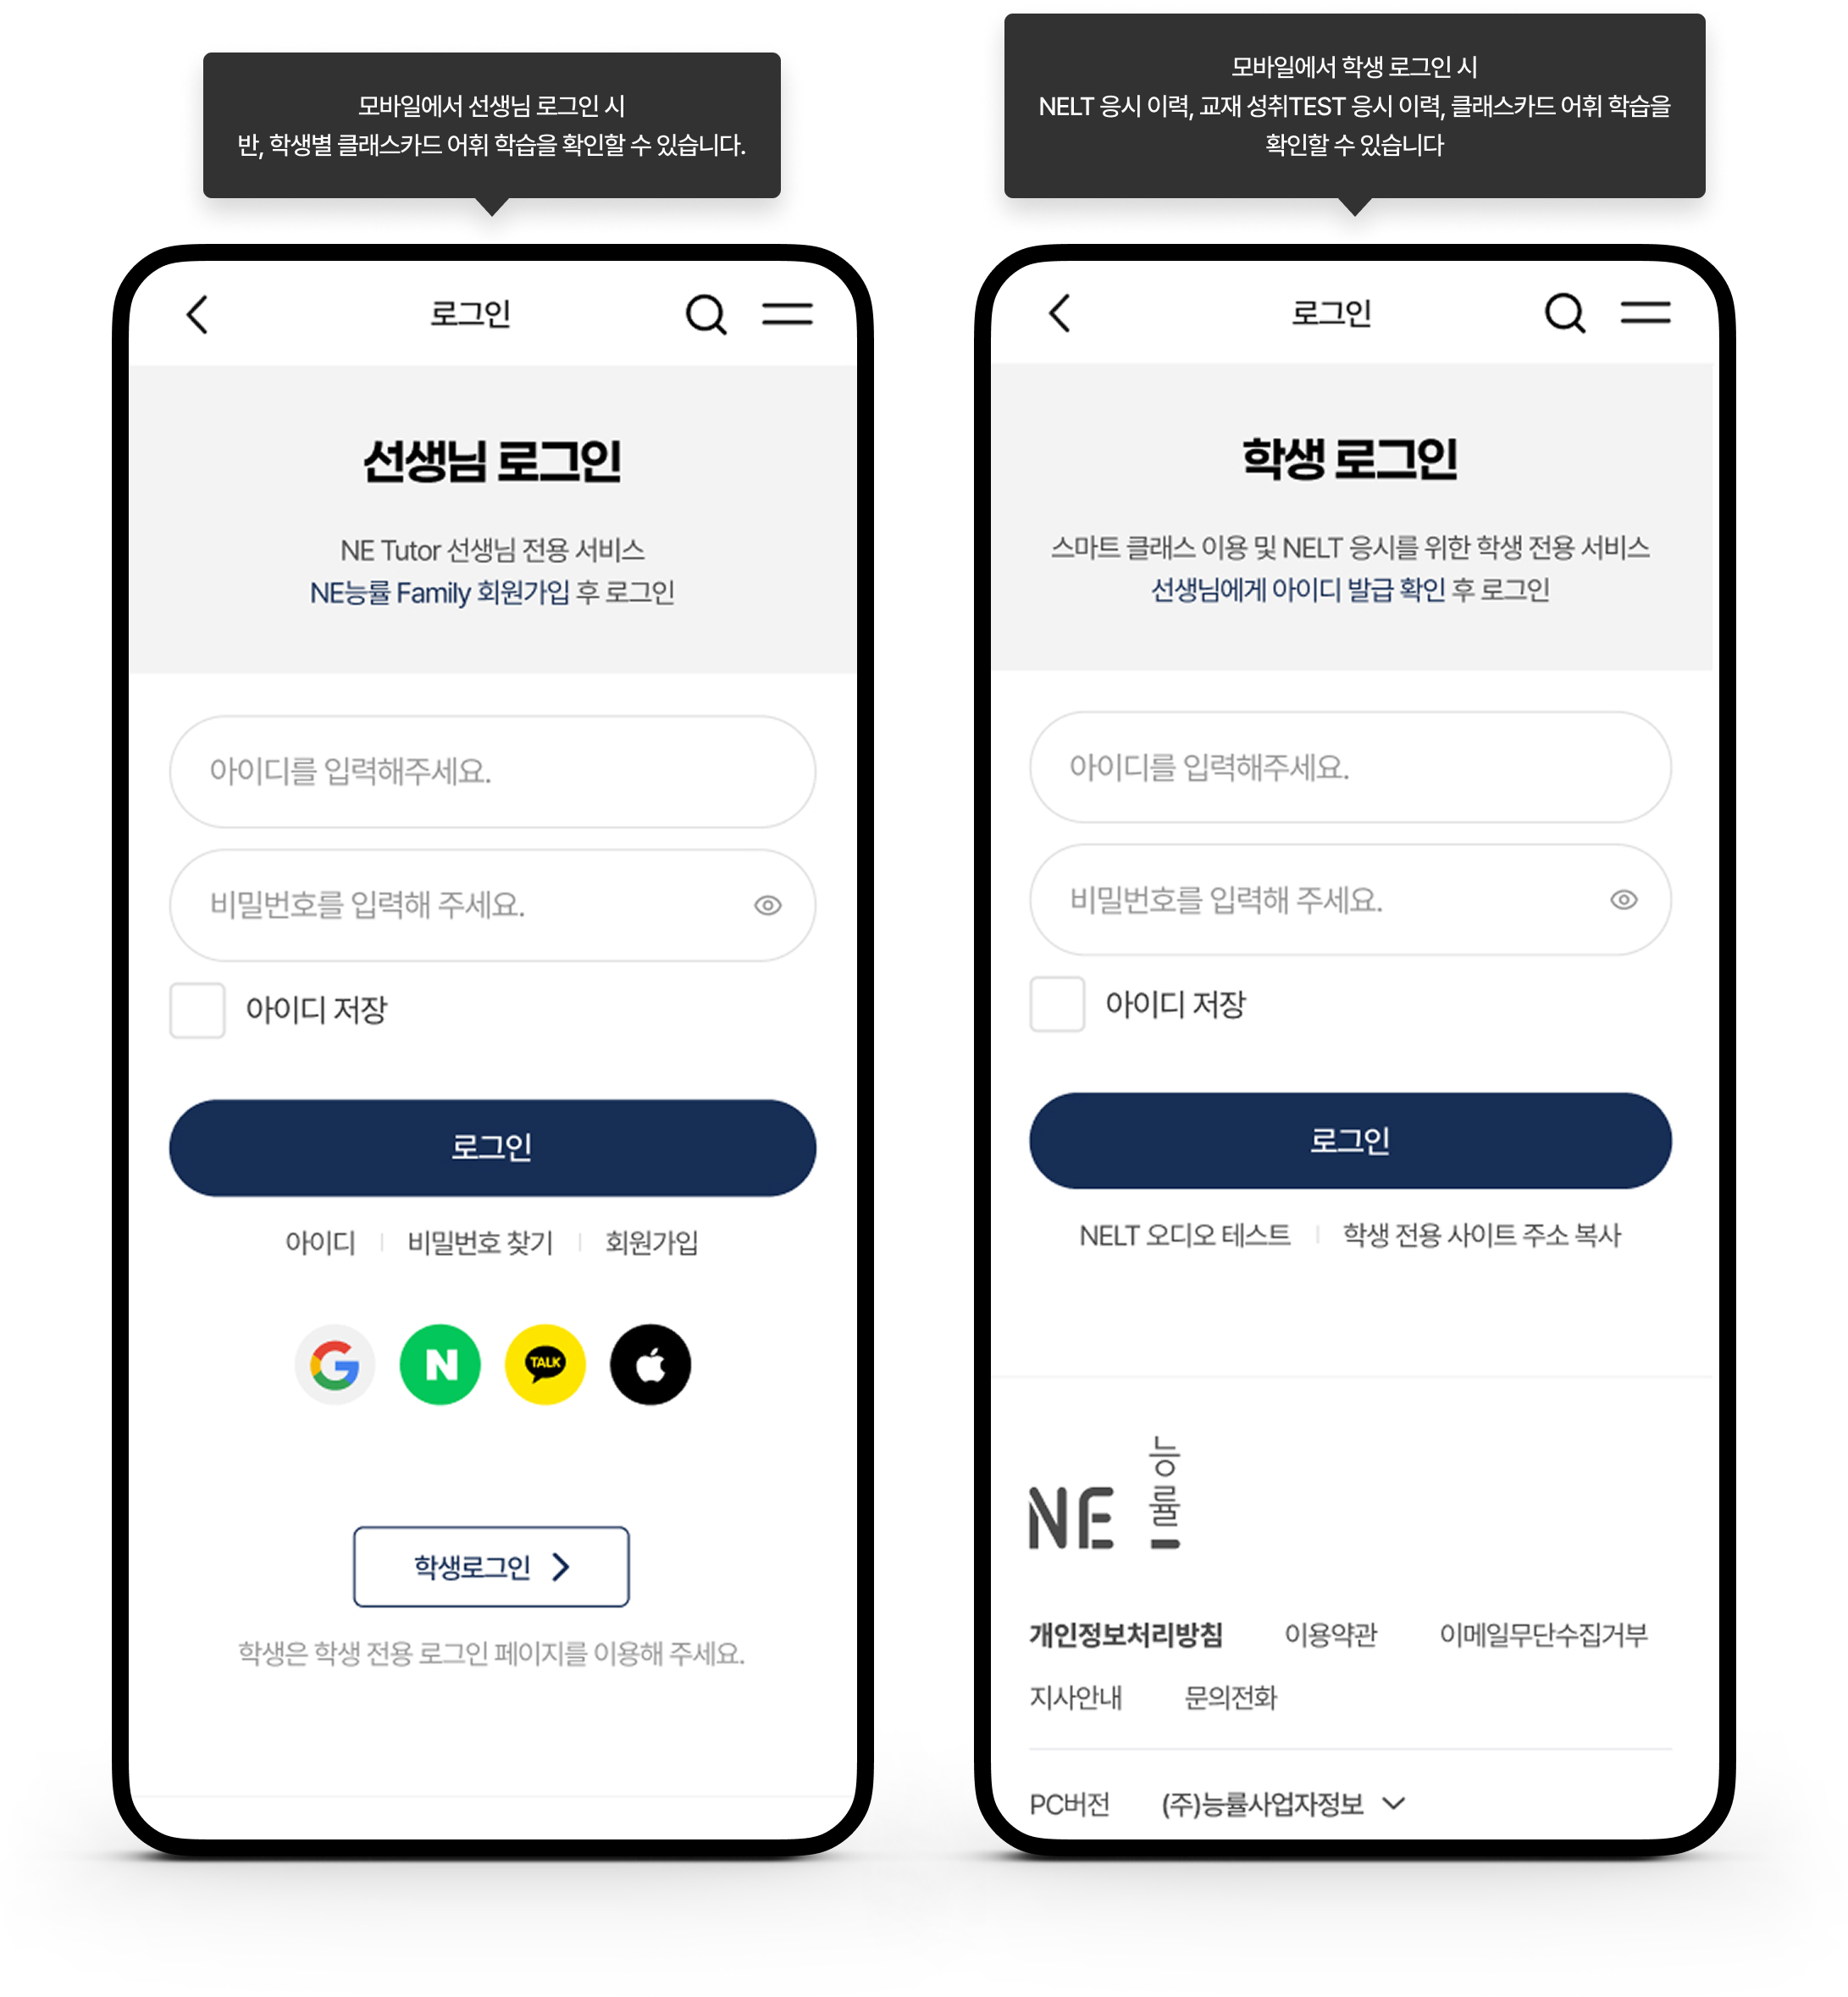 모바일에서 선생님 로그인 시
반, 학생별 클래스카드 어휘 학습을 확인할 수 있습니다.
로그인
선생님 로그인
NE Tutor 선생님 전용 서비스
NE능률 Family 회원가입 후 로그인
아이디를 입력해주세요.
비밀번호를 입력해 주세요.
아이디 저장
로그인
아이디
비밀번호 찾기
회원가입
N
TALK
학생로그인
학생은 학생 전용 로그인 페이지를 이용해 주세요.
모바일에서 학생 로그인 시
NELT 응시 이력, 교재 성취TEST 응시 이력, 클래스카드 어휘 학습을
확인할 수 있습니다
로그인
학생 로그인
스마트 클래스 이용 및 NELT 응시를 위한 학생 전용 서비스
선생님에게 아이디 발급 확인 후 로그인
아이디를 입력해주세요.
비밀번호를 입력해 주세요.
아이디 저장
로그인
NELT 오디오 테스트
학생 전용 사이트 주소 복사
NE 능률
개인정보처리방침 이용약관 이메일무단수집거부
지사안내 문의전화
PC버전 (주)능률사업자정보